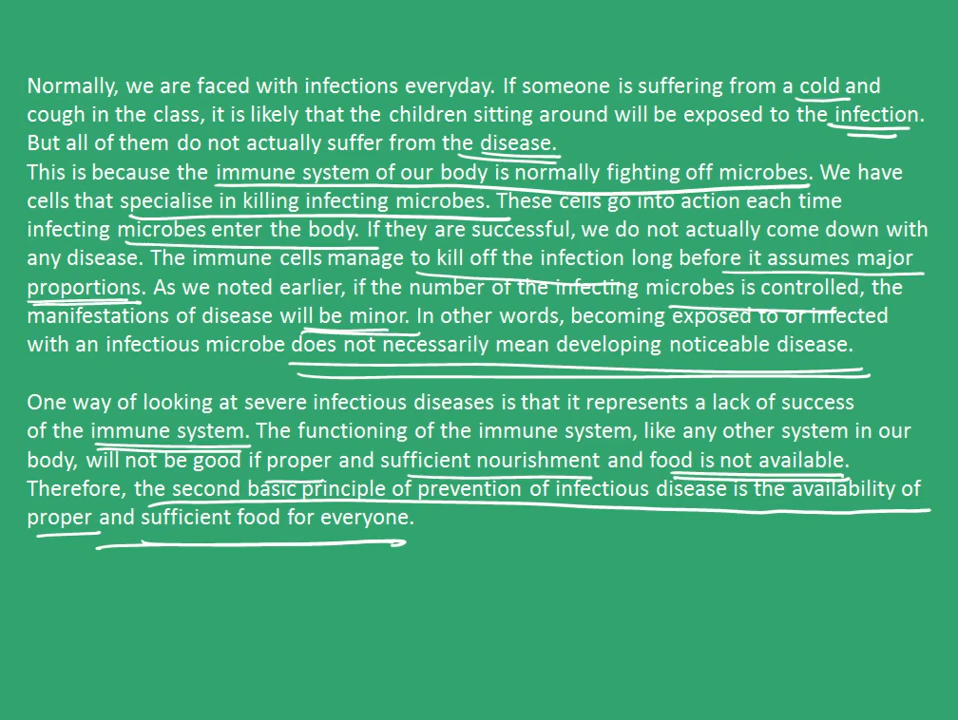 Normally, we are faced with infections everyday. If someone is suffering from a cold and
cough in the class, it is likely that the children sitting around will be exposed to the infection.
But all of them do not actually suffer from the disease.
This is because the immune system of our body is normally fighting off microbes. We have
cells that specialise in killing infecting microbes. These cells go into action each time
infecting microbes enter the body. If they are successful, we do not actually come down with
any disease. The immune cells manage to kill off the infection long before it assumes major
proportions. As we noted earlier, if the number of the infecting microbes is controlled, the
manifestations of disease will be minor. In other words, becoming exposed to or infected
with an infectious microbe does not necessarily mean developing noticeable disease.
One way of looking at severe infectious diseases is that it represents a lack of success
of the immune system. The functioning of the immune system, like any other system in our
body, will not be good if proper and sufficient nourishment and food is not available.
Therefore, the second basic principle of prevention of infectious disease is the availability of
proper and sufficient food for everyone.